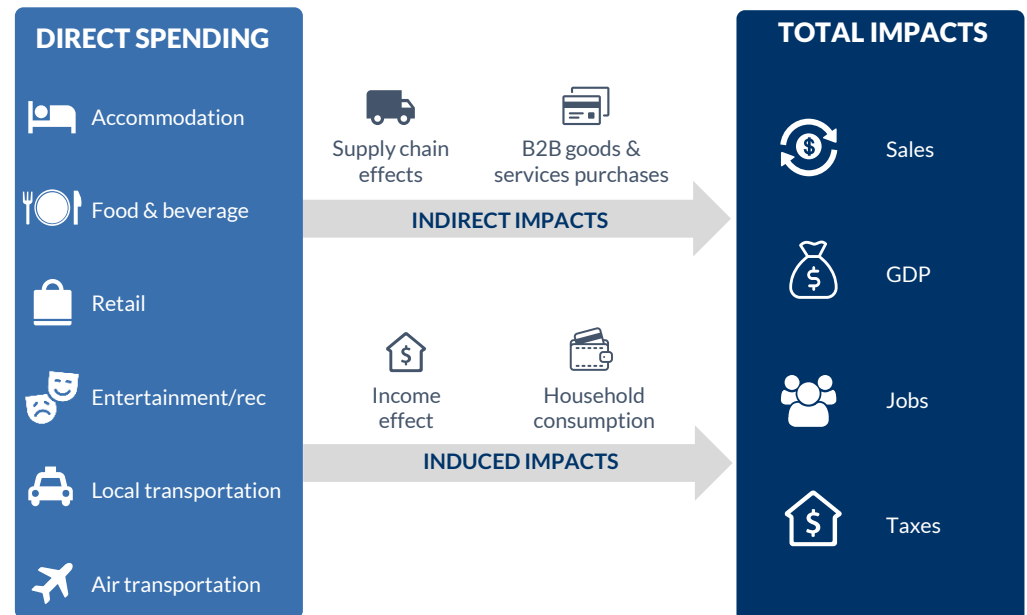 DIRECT SPENDING
Accommodation
Food & beverage
Retail
Entertainment/rec
Local transportation
Air transportation
Supply chain
effects
B2B goods &
services purchases
INDIRECT IMPACTS
Income
effect
Household
consumption
INDUCED IMPACTS
TOTAL IMPACTS
Sales
GDP
Jobs
Taxes